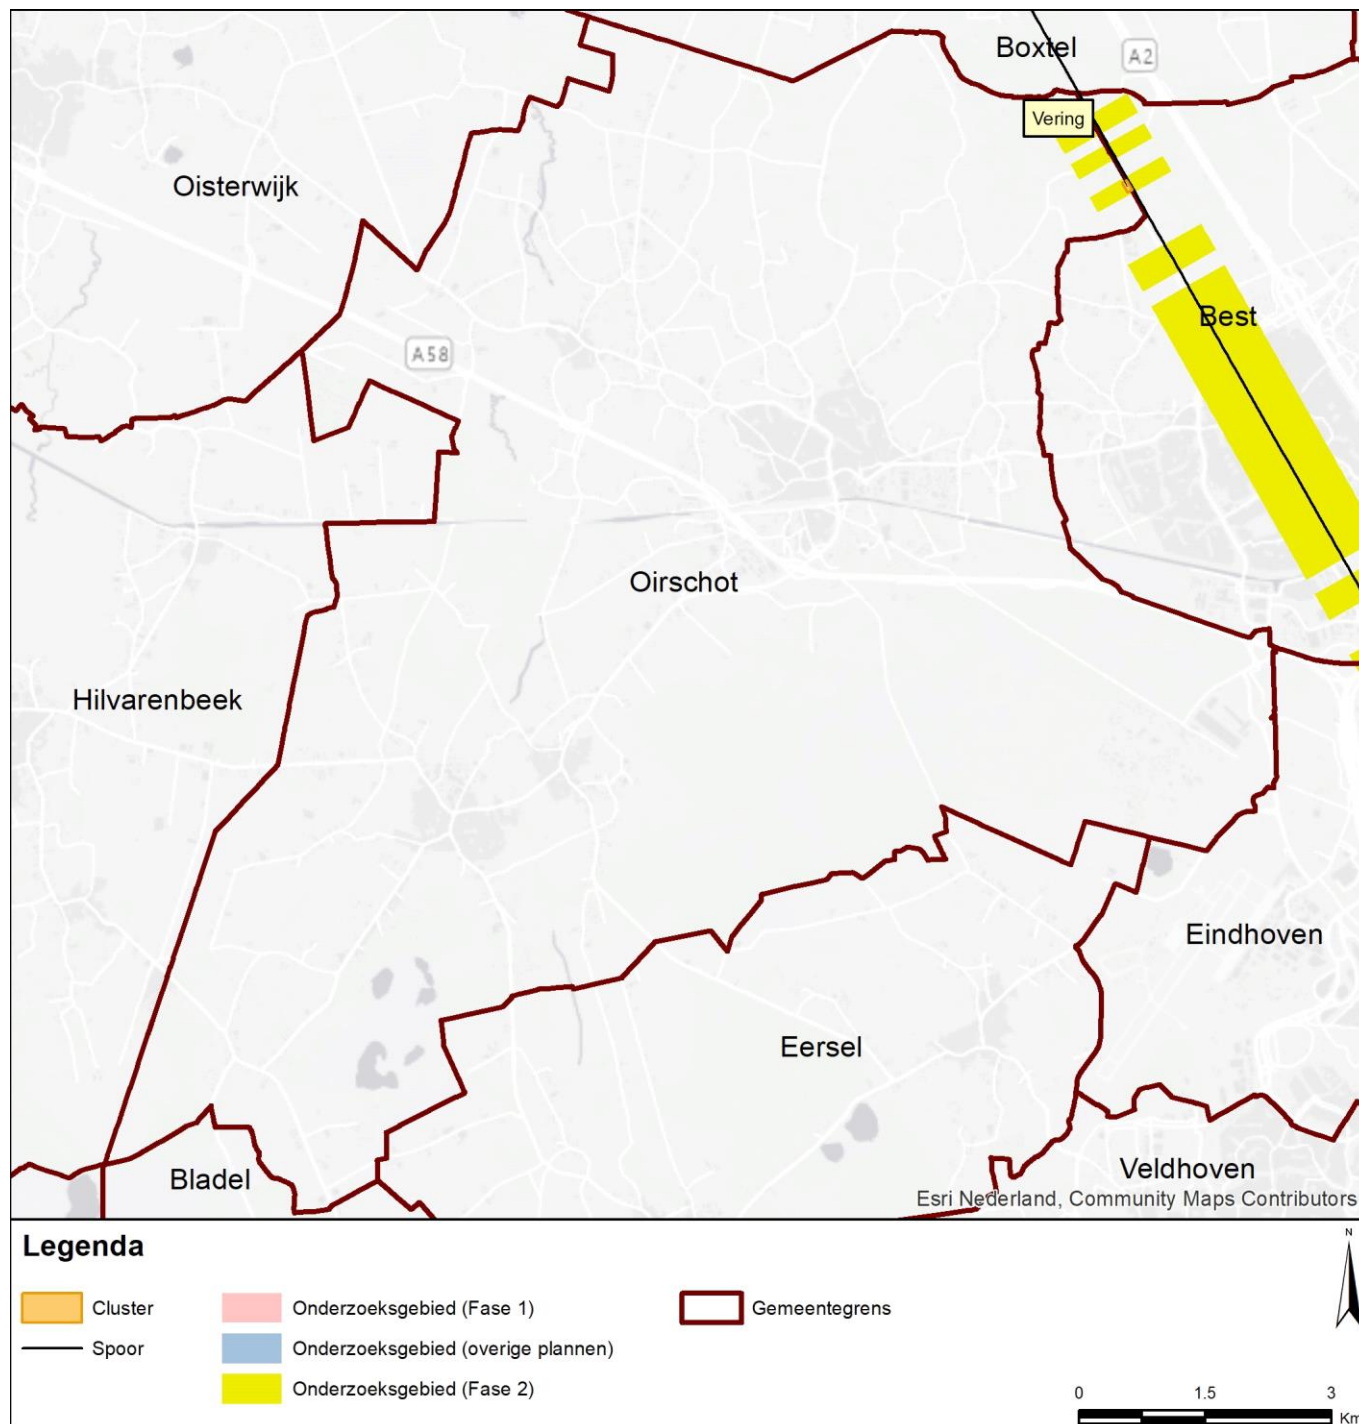 Boxtel
A2
Vering
Oisterwijk
Best
A58
Oirschot
Hilvarenbeek
Eindhoven
Eersel
Veldhoven
Bladel
Esri Nederland, Community Maps Contributors
Legenda
N
Cluster
Onderzoeksgebied (Fase 1)
Gemeentegrens
Spoor
Onderzoeksgebied (overige plannen)
Onderzoeksgebied (Fase 2)
0 1.5 3
Km